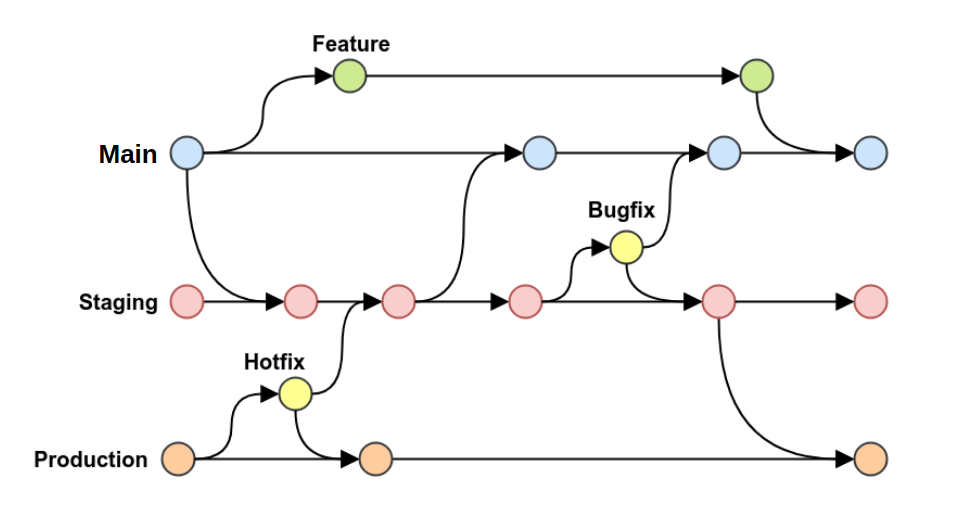 Feature
Main
Bugfix
Staging
Hotfix
Production